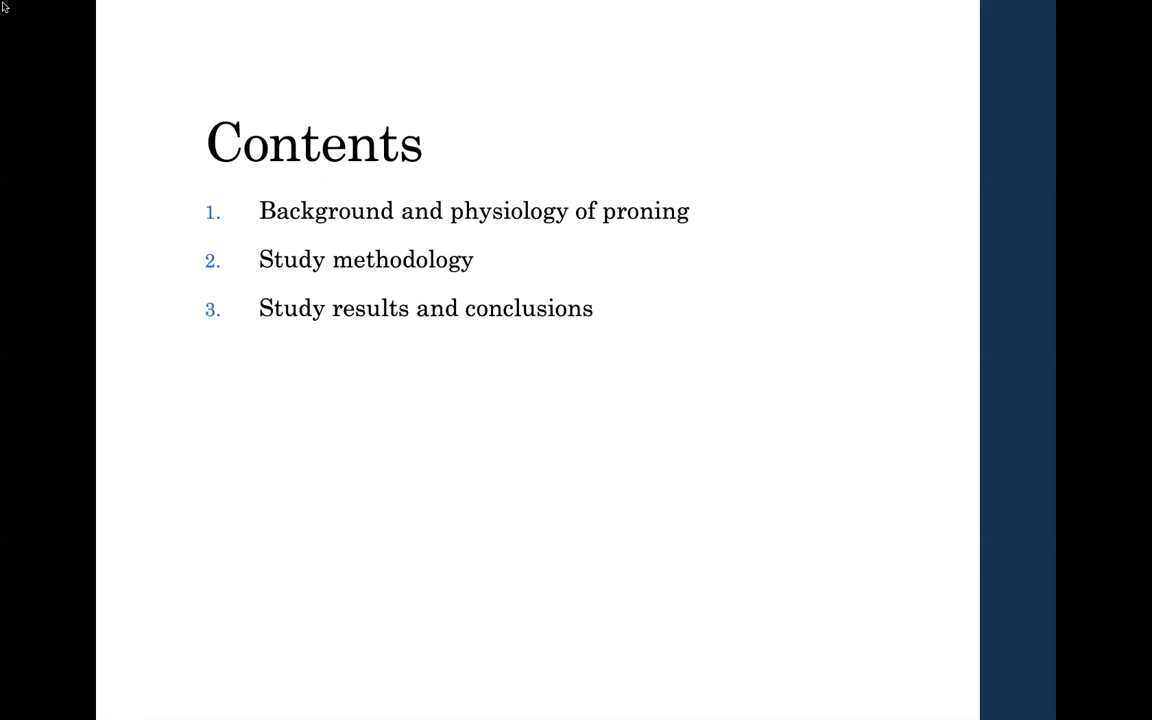 Contents
1. Background and physiology of proning
2. Study methodology
3. Study results and conclusions